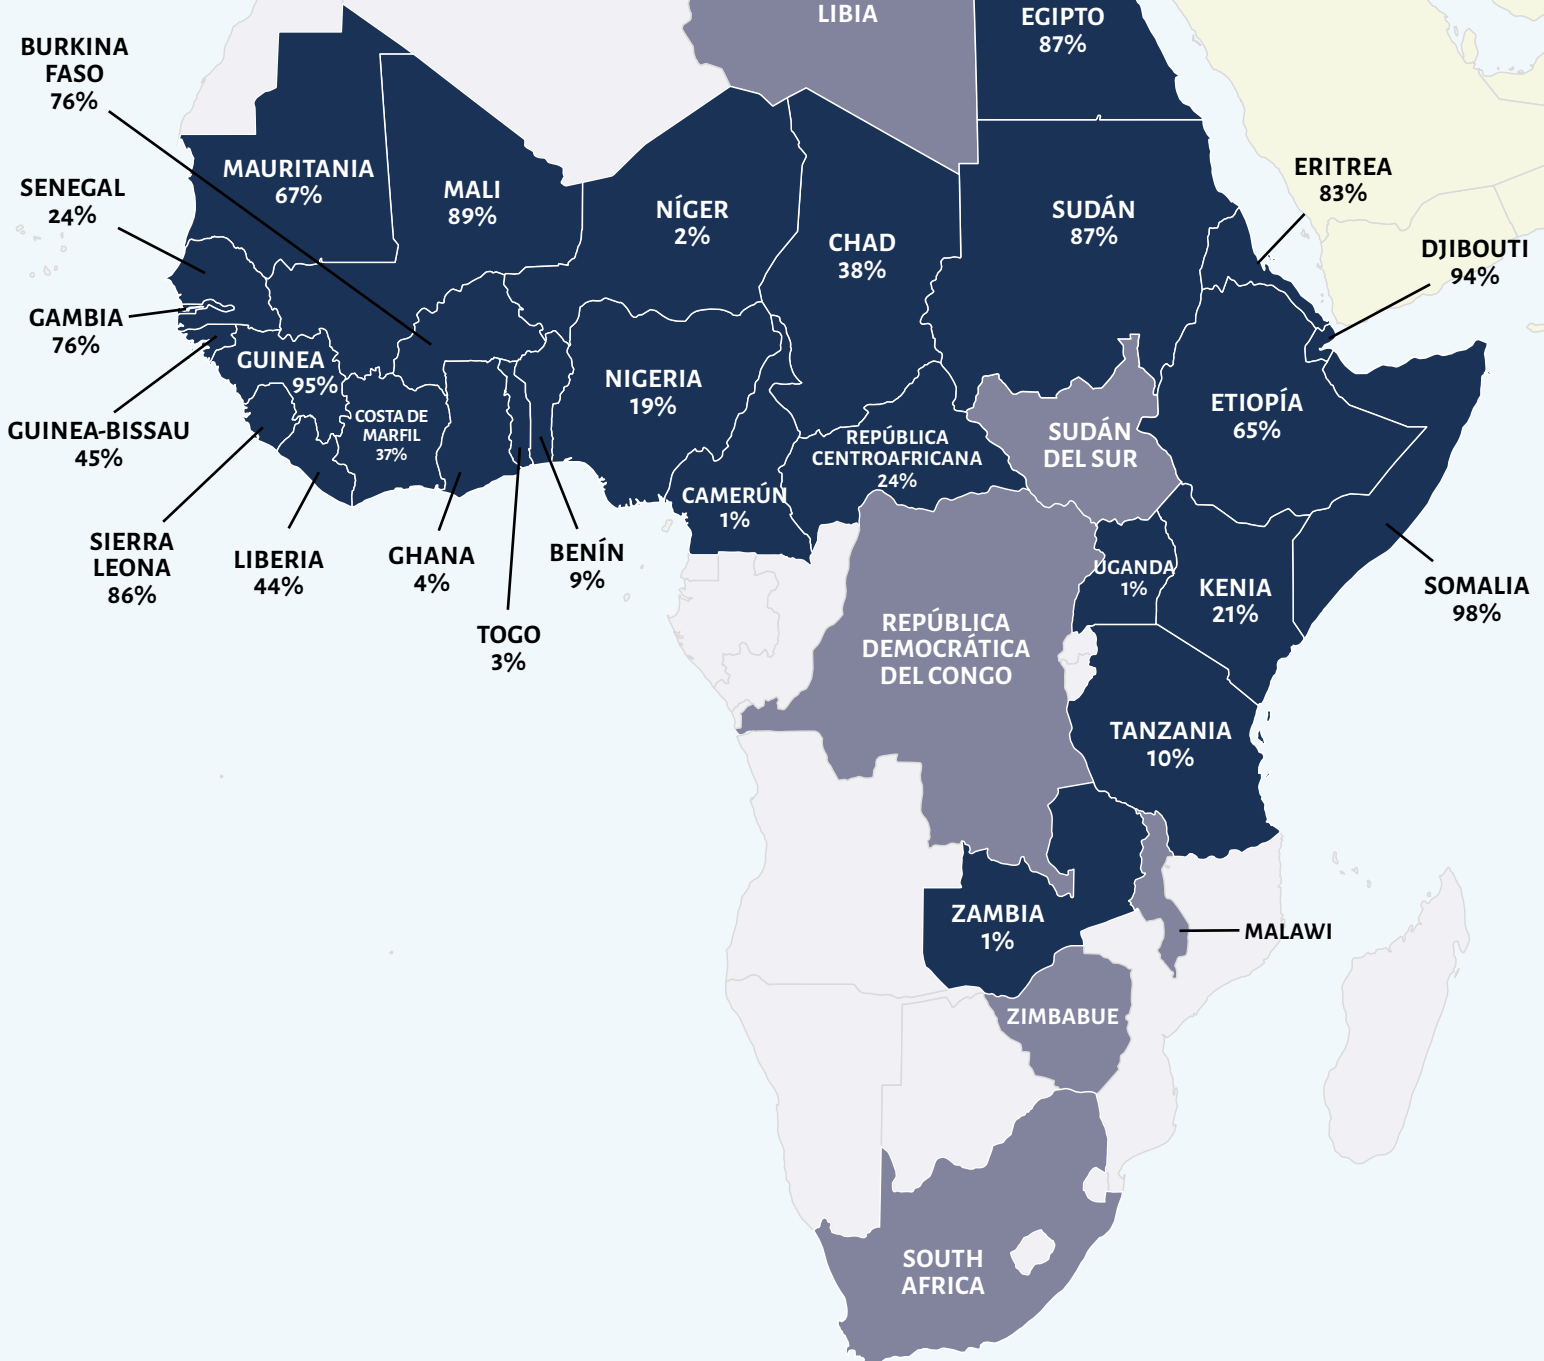 LIBIA
EGIPTO
87%
BURKINA
FASO
76%
MAURITANIA
67%
MALI
89%
NÍGER
2%
CHAD
38%
SUDÁN
87%
ERITREA
83%
DJIBOUTI
94%
SENEGAL
24%
GAMBIA
76%
GUINEA
95%
GUINEA-BISSAU
45%
COSTA DE
MARFIL
37%
NIGERIA
19%
REPÚBLICA
CENTROAFRICANA
24%
SUDÁN
DEL SUR
ETIOPÍA
65%
CAMERÚN
1%
SIERRA
LEONA
86%
LIBERIA
44%
GHANA
4%
BENÍN
9%
TOGO
3%
UGANDA
1%
KENIA
21%
SOMALIA
98%
REPÚBLICA
DEMOCRÁTICA
DEL CONGO
TANZANIA
10%
ZAMBIA
1%
MALAWI
ZIMBABUE
SOUTH
AFRICA